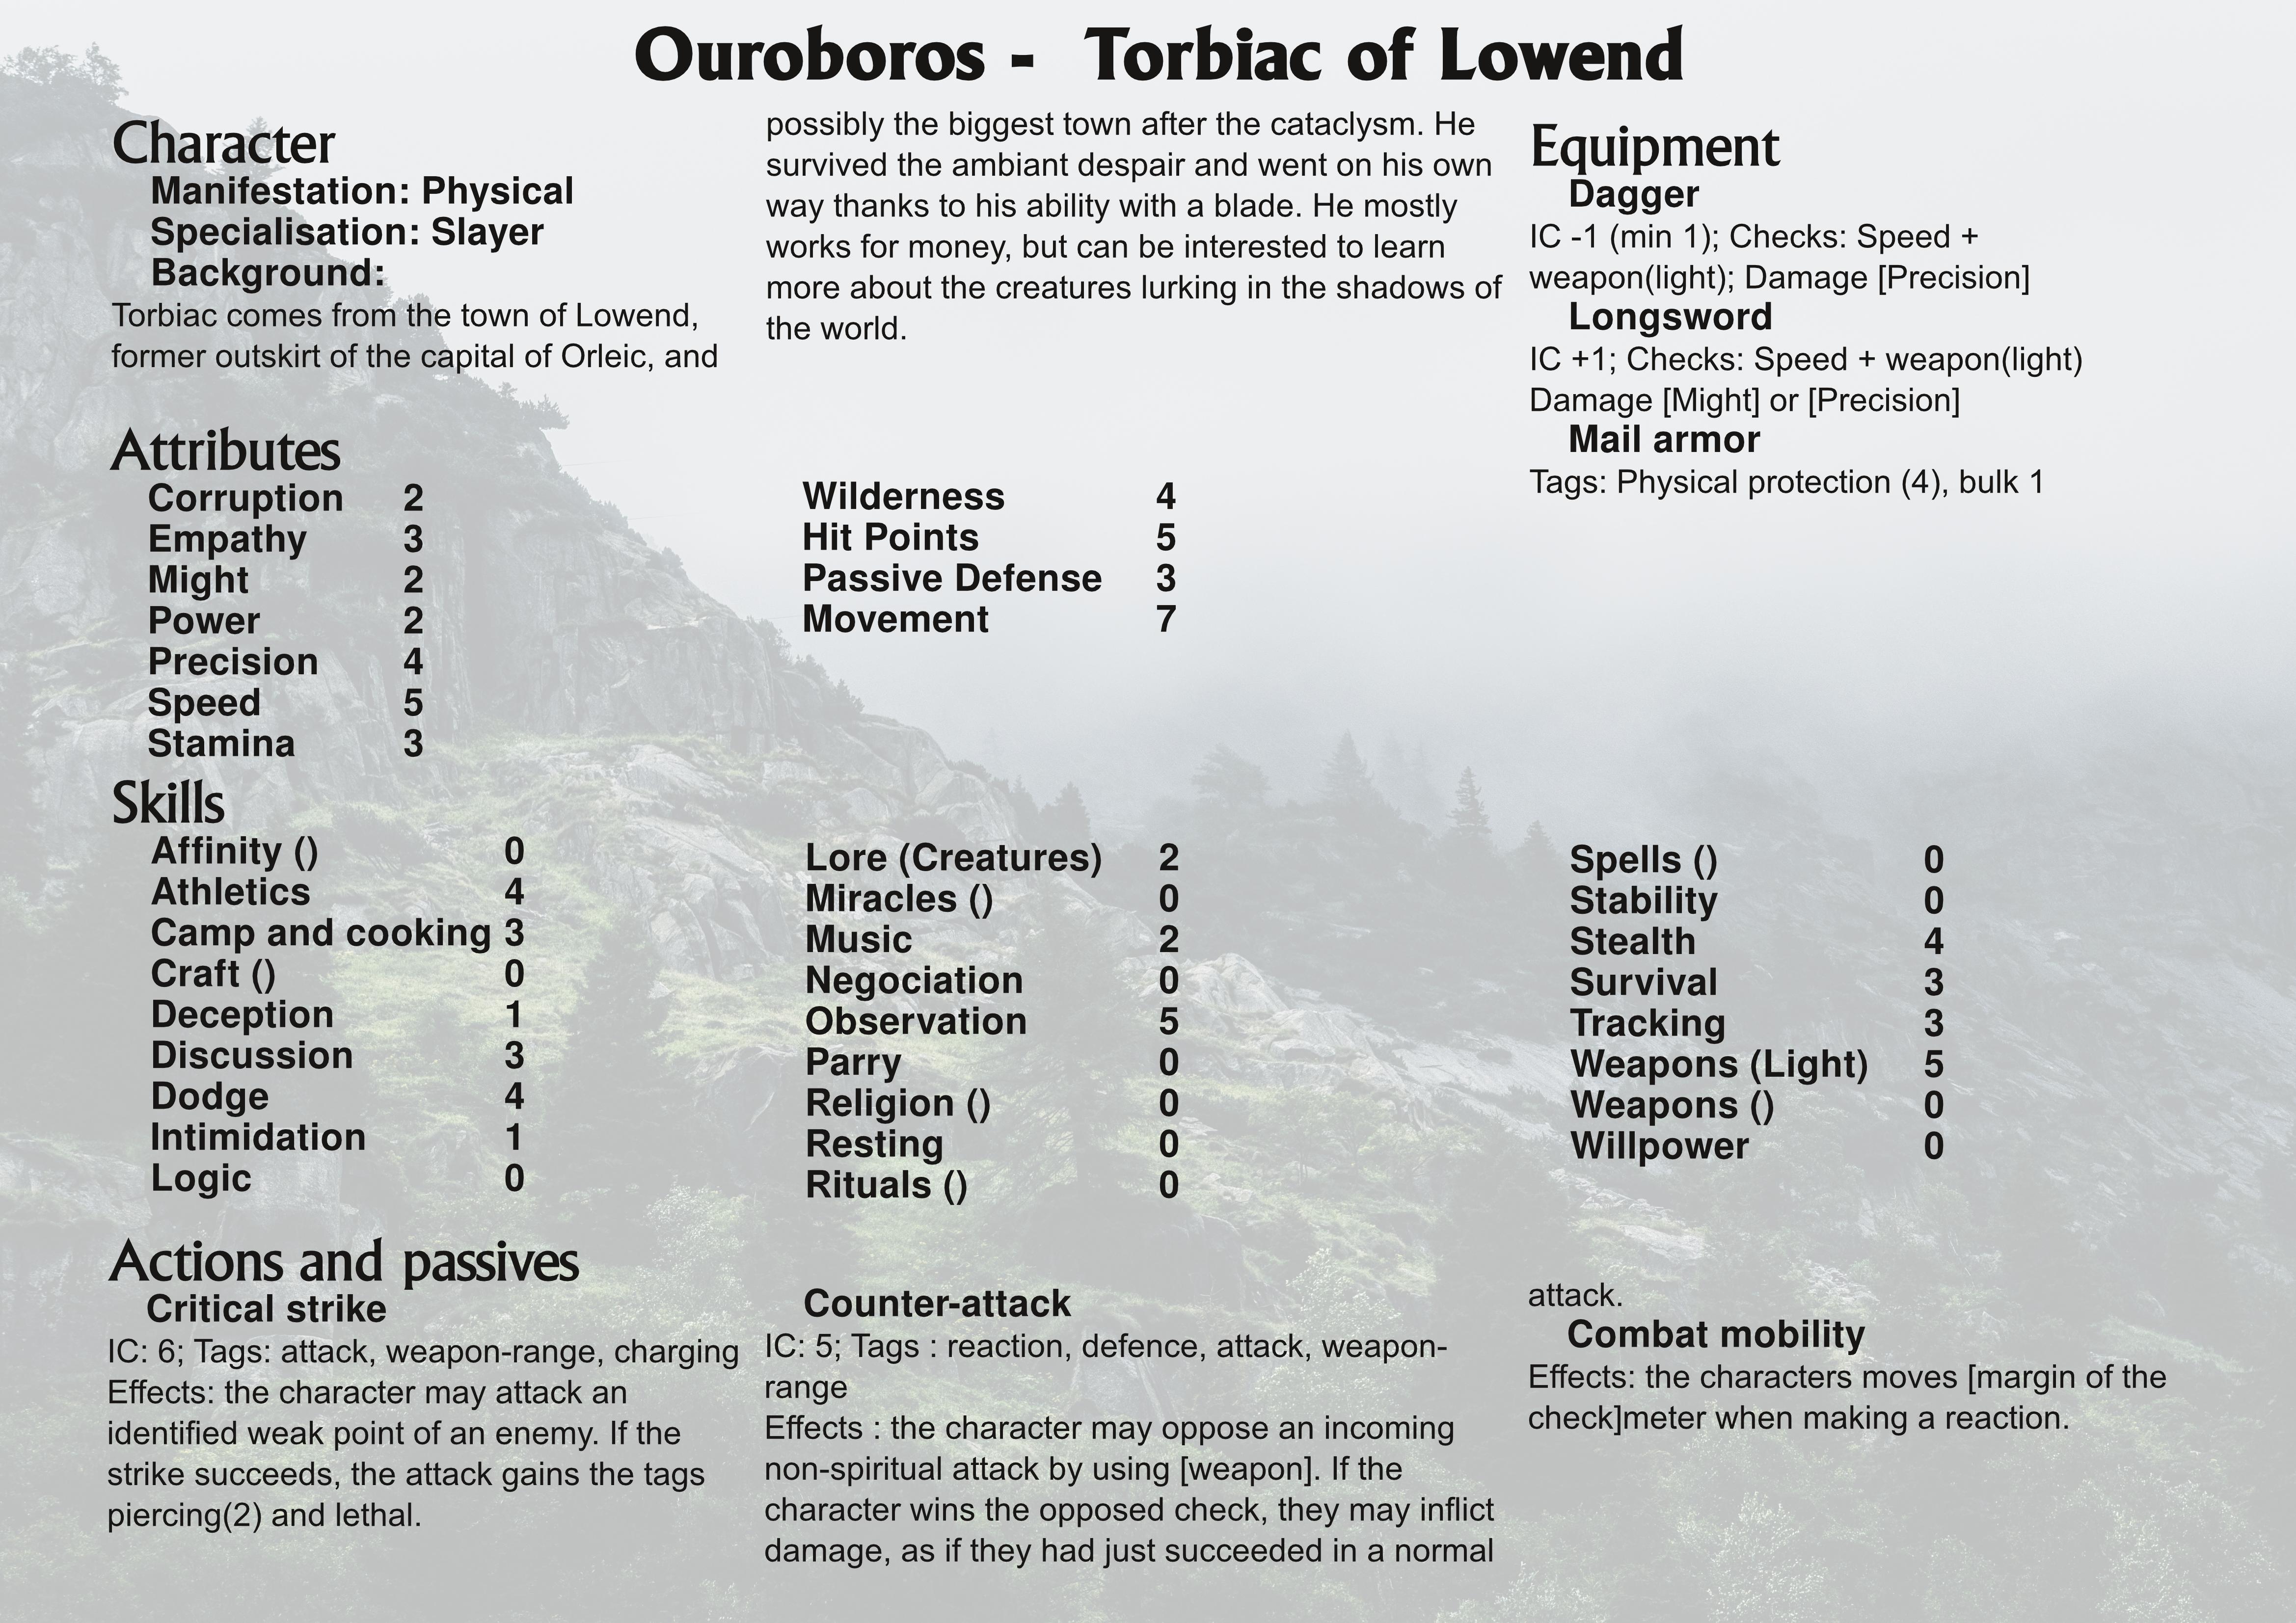 Ouroboros - Torbiac of Lowend
Character
Manifestation: Physical
Specialisation: Slayer
Background:
Torbiac comes from the town of Lowend,
former outskirt of the capital of Orleic, and
possibly the biggest town after the cataclysm. He
survived the ambiant despair and went on his own
way thanks to his ability with a blade. He mostly
works for money, but can be interested to learn
more about the creatures lurking in the shadows of
the world.
Equipment
Dagger
IC -1 (min 1); Checks: Speed +
weapon(light); Damage [Precision]
Longsword
IC +1; Checks: Speed + weapon(light)
Damage [Might] or [Precision]
Mail armor
Tags: Physical protection (4), bulk 1
Attributes
Corruption 2
Empathy 3
Might 2
Power 2
Precision 4
Speed 5
Stamina 3
Wilderness 4
Hit Points 5
Passive Defense 3
Movement 7
Skills
Affinity () 0
Athletics 4
Camp and cooking 3
Craft () 0
Deception 1
Discussion 3
Dodge 4
Intimidation 1
Logic 0
Lore (Creatures) 2
Miracles () 0
Music 2
Negociation 0
Observation 5
Parry 0
Religion () 0
Resting 0
Rituals () 0
Spells () 0
Stability 0
Stealth 4
Survival 3
Tracking 3
Weapons (Light) 5
Weapons () 0
Willpower 0
Actions and passives
Critical strike
IC: 6; Tags: attack, weapon-range, charging
Effects: the character may attack an
identified weak point of an enemy. If the
strike succeeds, the attack gains the tags
piercing(2) and lethal.
Counter-attack
IC: 5; Tags : reaction, defence, attack, weapon-
range
Effects : the character may oppose an incoming
non-spiritual attack by using [weapon]. If the
character wins the opposed check, they may inflict
damage, as if they had just succeeded in a normal
attack.
Combat mobility
Effects: the characters moves [margin of the
check]meter when making a reaction.